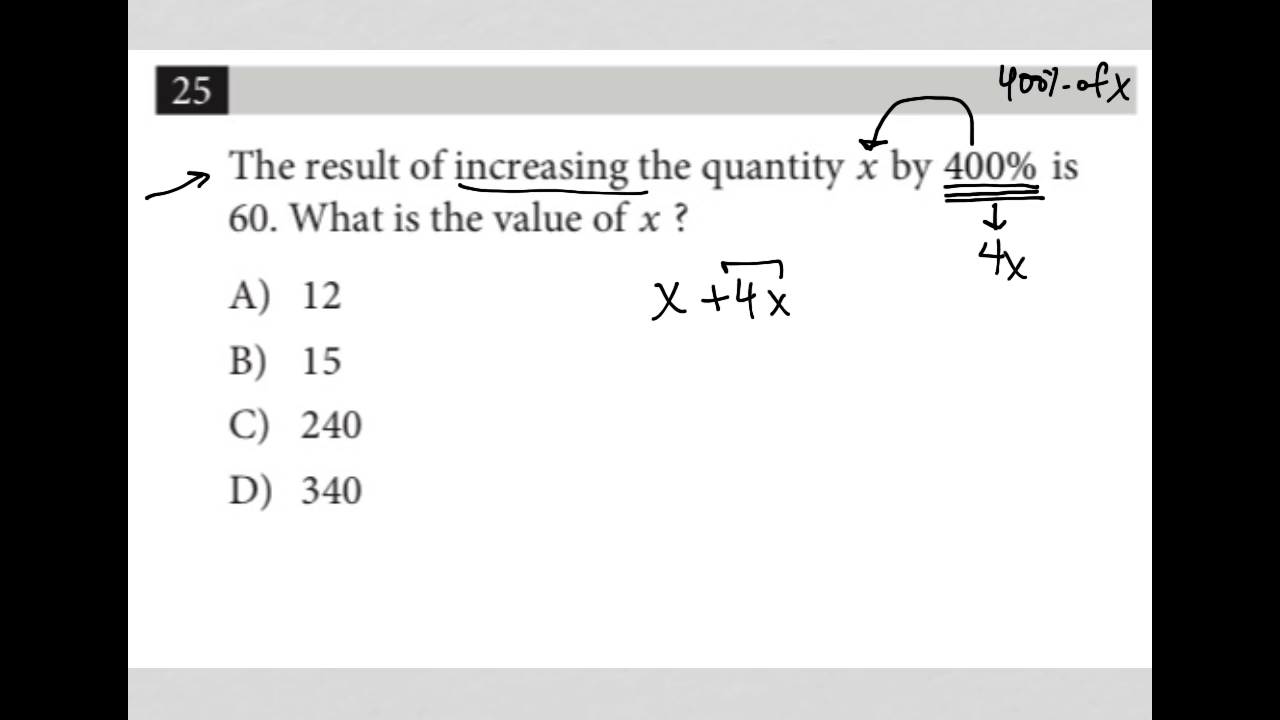 25
400% of x
The result of increasing the quantity x by 400% is
60. What is the value of x ?
4x
x + 4x
A) 12
B) 15
C) 240
D) 340